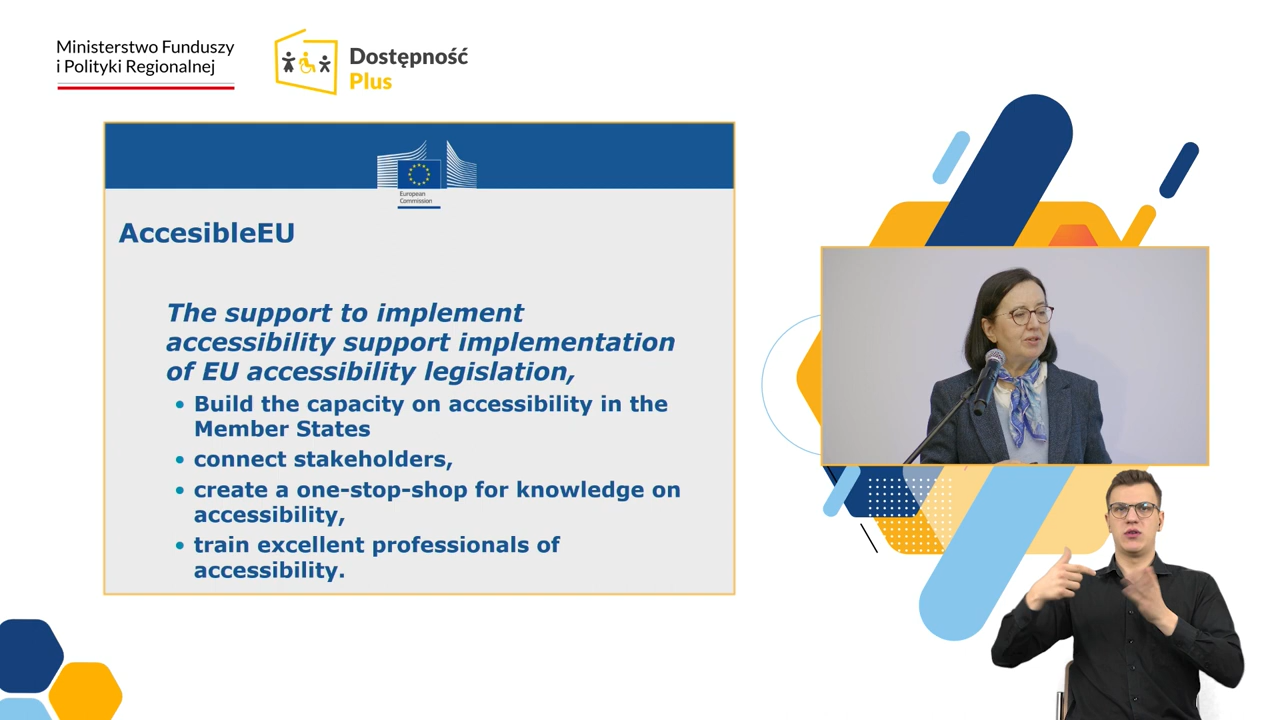 Ministerstwo Funduszy
i Polityki Regionalnej
Dostępność
Plus
European
Commission
AccesibleEU
The support to implement
accessibility support implementation
of EU accessibility legislation,
• Build the capacity on accessibility in the
Member States
• connect stakeholders,
• create a one-stop-shop for knowledge on
accessibility,
• train excellent professionals of
accessibility.